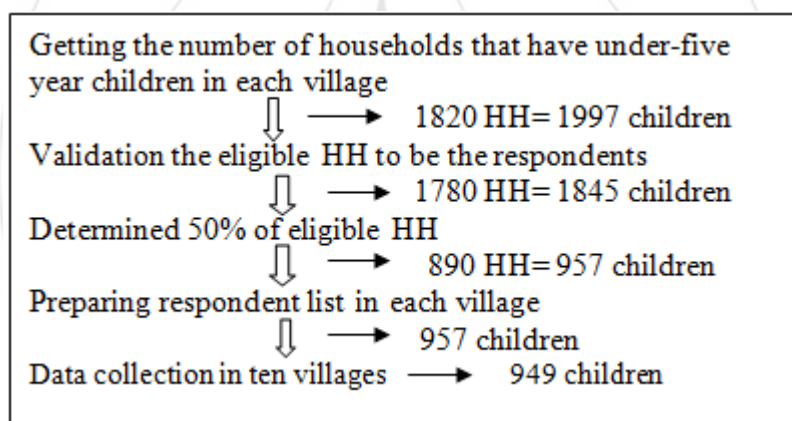 Getting the number of households that have under-five
year children in each village
1820 HH= 1997 children
Validation the eligible HH to be the respondents
1780 HH= 1845 children
Determined 50% of eligible HH
890 HH= 957 children
Preparing respondent list in each village
957 children
Data collection in ten villages 949 children